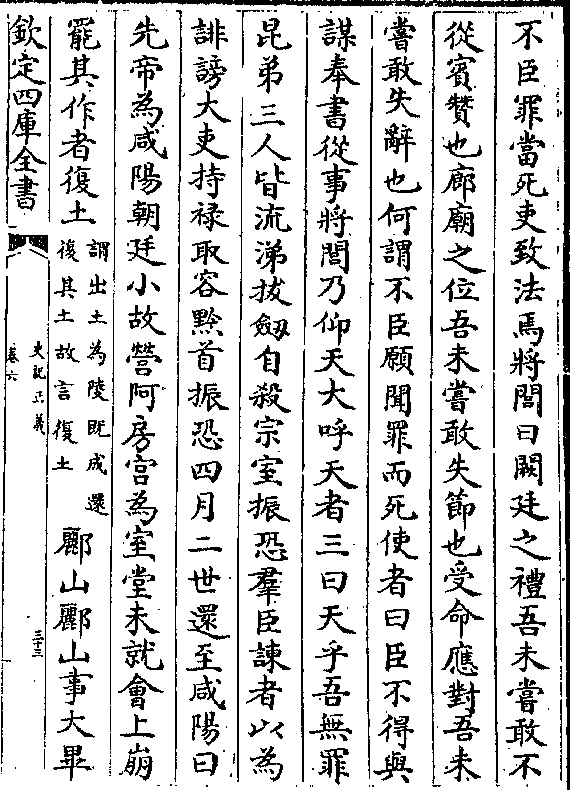 不臣罪當死吏致法焉將閭曰闕廷之禮吾未嘗敢不
從賓贊也廊廟之位吾未嘗敢失節也受命應對吾未
嘗敢失辭也何謂不臣願聞罪而死使者曰臣不得與
謀奉書從事將閭乃仰天大呼天者三曰天乎吾無罪
昆弟三人皆流涕拔劔自殺宗室振恐羣臣諫者以為
誹謗大吏持禄取容黔首振恐四月二世還至咸陽曰
先帝為咸陽朝廷小故營阿房宫為室堂未就會上崩
罷其作者復土
謂出土為陵既成還
復其土故言復土
酈山酈山事大畢
欽定四庫全書
史記正義
卷六
三十三